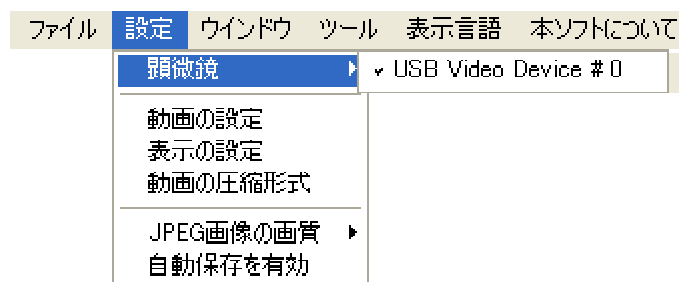 ファイル 設定 ウインドウ ツール 表示言語 本ソフトについて
顕微鏡 USB Video Device #0
動画の設定
表示の設定
動画の圧縮形式
JPEG画像の画質
自動保存を有効